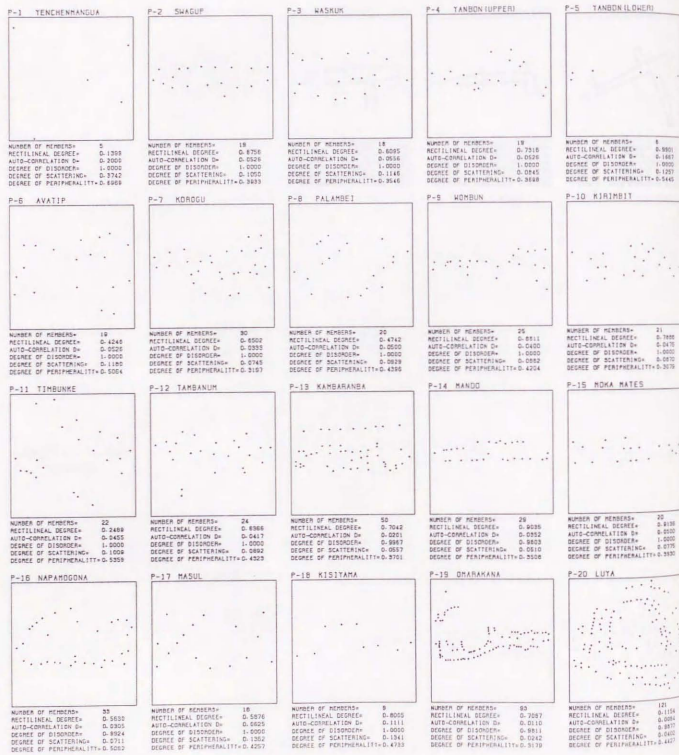 P-1 TENCHENMANGUA
NUMBER OF MEMBERS= 5
RECTILINEAL DEGREE= 0.1399
AUTO-CORRELATION D= 0.2000
DEGREE OF DISORDER= 1.0000
DEGREE OF SCATTERING= 0.3742
DEGREE OF PERIPHERALITY= 0.6969
P-2 SWAGUP
NUMBER OF MEMBERS= 19
RECTILINEAL DEGREE= 0.8756
AUTO-CORRELATION D= 0.0526
DEGREE OF DISORDER= 1.0000
DEGREE OF SCATTERING= 0.1050
DEGREE OF PERIPHERALITY= 0.3933
P-3 WASKUK
NUMBER OF MEMBERS= 18
RECTILINEAL DEGREE= 0.6095
AUTO-CORRELATION D= 0.0556
DEGREE OF DISORDER= 1.0000
DEGREE OF SCATTERING= 0.1146
DEGREE OF PERIPHERALITY= 0.3546
P-4 TANBON(UPPER)
NUMBER OF MEMBERS= 19
RECTILINEAL DEGREE= 0.7516
AUTO-CORRELATION D= 0.0526
DEGREE OF DISORDER= 1.0000
DEGREE OF SCATTERING= 0.0845
DEGREE OF PERIPHERALITY=
P-5 TANBON(LOWER)
NUMBER OF MEMBERS= 6
RECTILINEAL DEGREE=
AUTO-CORRELATION D=
DEGREE OF DISORDER= 1.0000
DEGREE OF SCATTERING=
DEGREE OF PERIPHERALITY=
P-6 AVATIP
NUMBER OF MEMBERS= 19
RECTILINEAL DEGREE= 0.4246
AUTO-CORRELATION D= 0.0526
DEGREE OF DISORDER= 1.0000
DEGREE OF SCATTERING=
DEGREE OF PERIPHERALITY= 0.5064
P-7 KOROGU
NUMBER OF MEMBERS= 30
RECTILINEAL DEGREE= 0.6502
AUTO-CORRELATION D= 0.0333
DEGREE OF DISORDER= 1.0000
DEGREE OF SCATTERING= 0.0746
DEGREE OF PERIPHERALITY=
P-8 PALAMBEI
NUMBER OF MEMBERS= 20
RECTILINEAL DEGREE= 0.4742
AUTO-CORRELATION D= 0.0500
DEGREE OF DISORDER= 1.0000
DEGREE OF SCATTERING= 0.0929
DEGREE OF PERIPHERALITY= 0.4396
P-9 WOMBUN
NUMBER OF MEMBERS= 25
RECTILINEAL DEGREE= 0.8811
AUTO-CORRELATION D= 0.0400
DEGREE OF DISORDER= 1.0000
DEGREE OF SCATTERING= 0.0662
DEGREE OF PERIPHERALITY= 0.4204
P-10 KIRIMBIT
NUMBER OF MEMBERS= 21
RECTILINEAL DEGREE=
AUTO-CORRELATION D=
DEGREE OF DISORDER= 1.0000
DEGREE OF SCATTERING=
DEGREE OF PERIPHERALITY=
P-11 TIMBUNKE
NUMBER OF MEMBERS= 22
RECTILINEAL DEGREE= 0.2489
AUTO-CORRELATION D= 0.0455
DEGREE OF DISORDER= 1.0000
DEGREE OF SCATTERING= 0.1009
DEGREE OF PERIPHERALITY= 0.5359
P-12 TAMBANUM
NUMBER OF MEMBERS= 24
RECTILINEAL DEGREE= 0.6366
AUTO-CORRELATION D= 0.0417
DEGREE OF DISORDER= 1.0000
DEGREE OF SCATTERING= 0.0892
DEGREE OF PERIPHERALITY= 0.4323
P-13 KAMBARANBA
NUMBER OF MEMBERS= 50
RECTILINEAL DEGREE= 0.7042
AUTO-CORRELATION D= 0.0201
DEGREE OF DISORDER= 0.9967
DEGREE OF SCATTERING= 0.0557
DEGREE OF PERIPHERALITY= 0.3701
P-14 MANDO
NUMBER OF MEMBERS= 29
RECTILINEAL DEGREE= 0.9035
AUTO-CORRELATION D= 0.0352
DEGREE OF DISORDER=
DEGREE OF SCATTERING= 0.0510
DEGREE OF PERIPHERALITY= 0.3508
P-15 MOKA MATES
NUMBER OF MEMBERS= 20
RECTILINEAL DEGREE=
AUTO-CORRELATION D= 0.0500
DEGREE OF DISORDER= 1.0000
DEGREE OF SCATTERING= 0.0775
DEGREE OF PERIPHERALITY=
P-16 NAPAMOGONA
NUMBER OF MEMBERS= 33
RECTILINEAL DEGREE= 0.5630
AUTO-CORRELATION D= 0.0305
DEGREE OF DISORDER= 0.9924
DEGREE OF SCATTERING= 0.0711
DEGREE OF PERIPHERALITY=
P-17 MASUL
NUMBER OF MEMBERS= 16
RECTILINEAL DEGREE= 0.5876
AUTO-CORRELATION D= 0.0625
DEGREE OF DISORDER= 1.0000
DEGREE OF SCATTERING= 0.1362
DEGREE OF PERIPHERALITY= 0.4257
P-18 KISITAMA
NUMBER OF MEMBERS= 9
RECTILINEAL DEGREE= 0.8005
AUTO-CORRELATION D= 0.1111
DEGREE OF DISORDER= 1.0000
DEGREE OF SCATTERING= 0.1341
DEGREE OF PERIPHERALITY=
P-19 OMARAKANA
NUMBER OF MEMBERS= 93
RECTILINEAL DEGREE= 0.7287
AUTO-CORRELATION D= 0.0110
DEGREE OF DISORDER= 0.9811
DEGREE OF SCATTERING= 0.0342
DEGREE OF PERIPHERALITY= 0.3179
P-20 LUTA
NUMBER OF MEMBERS= 121
RECTILINEAL DEGREE=
AUTO-CORRELATION D=
DEGREE OF DISORDER=
DEGREE OF SCATTERING=
DEGREE OF PERIPHERALITY=